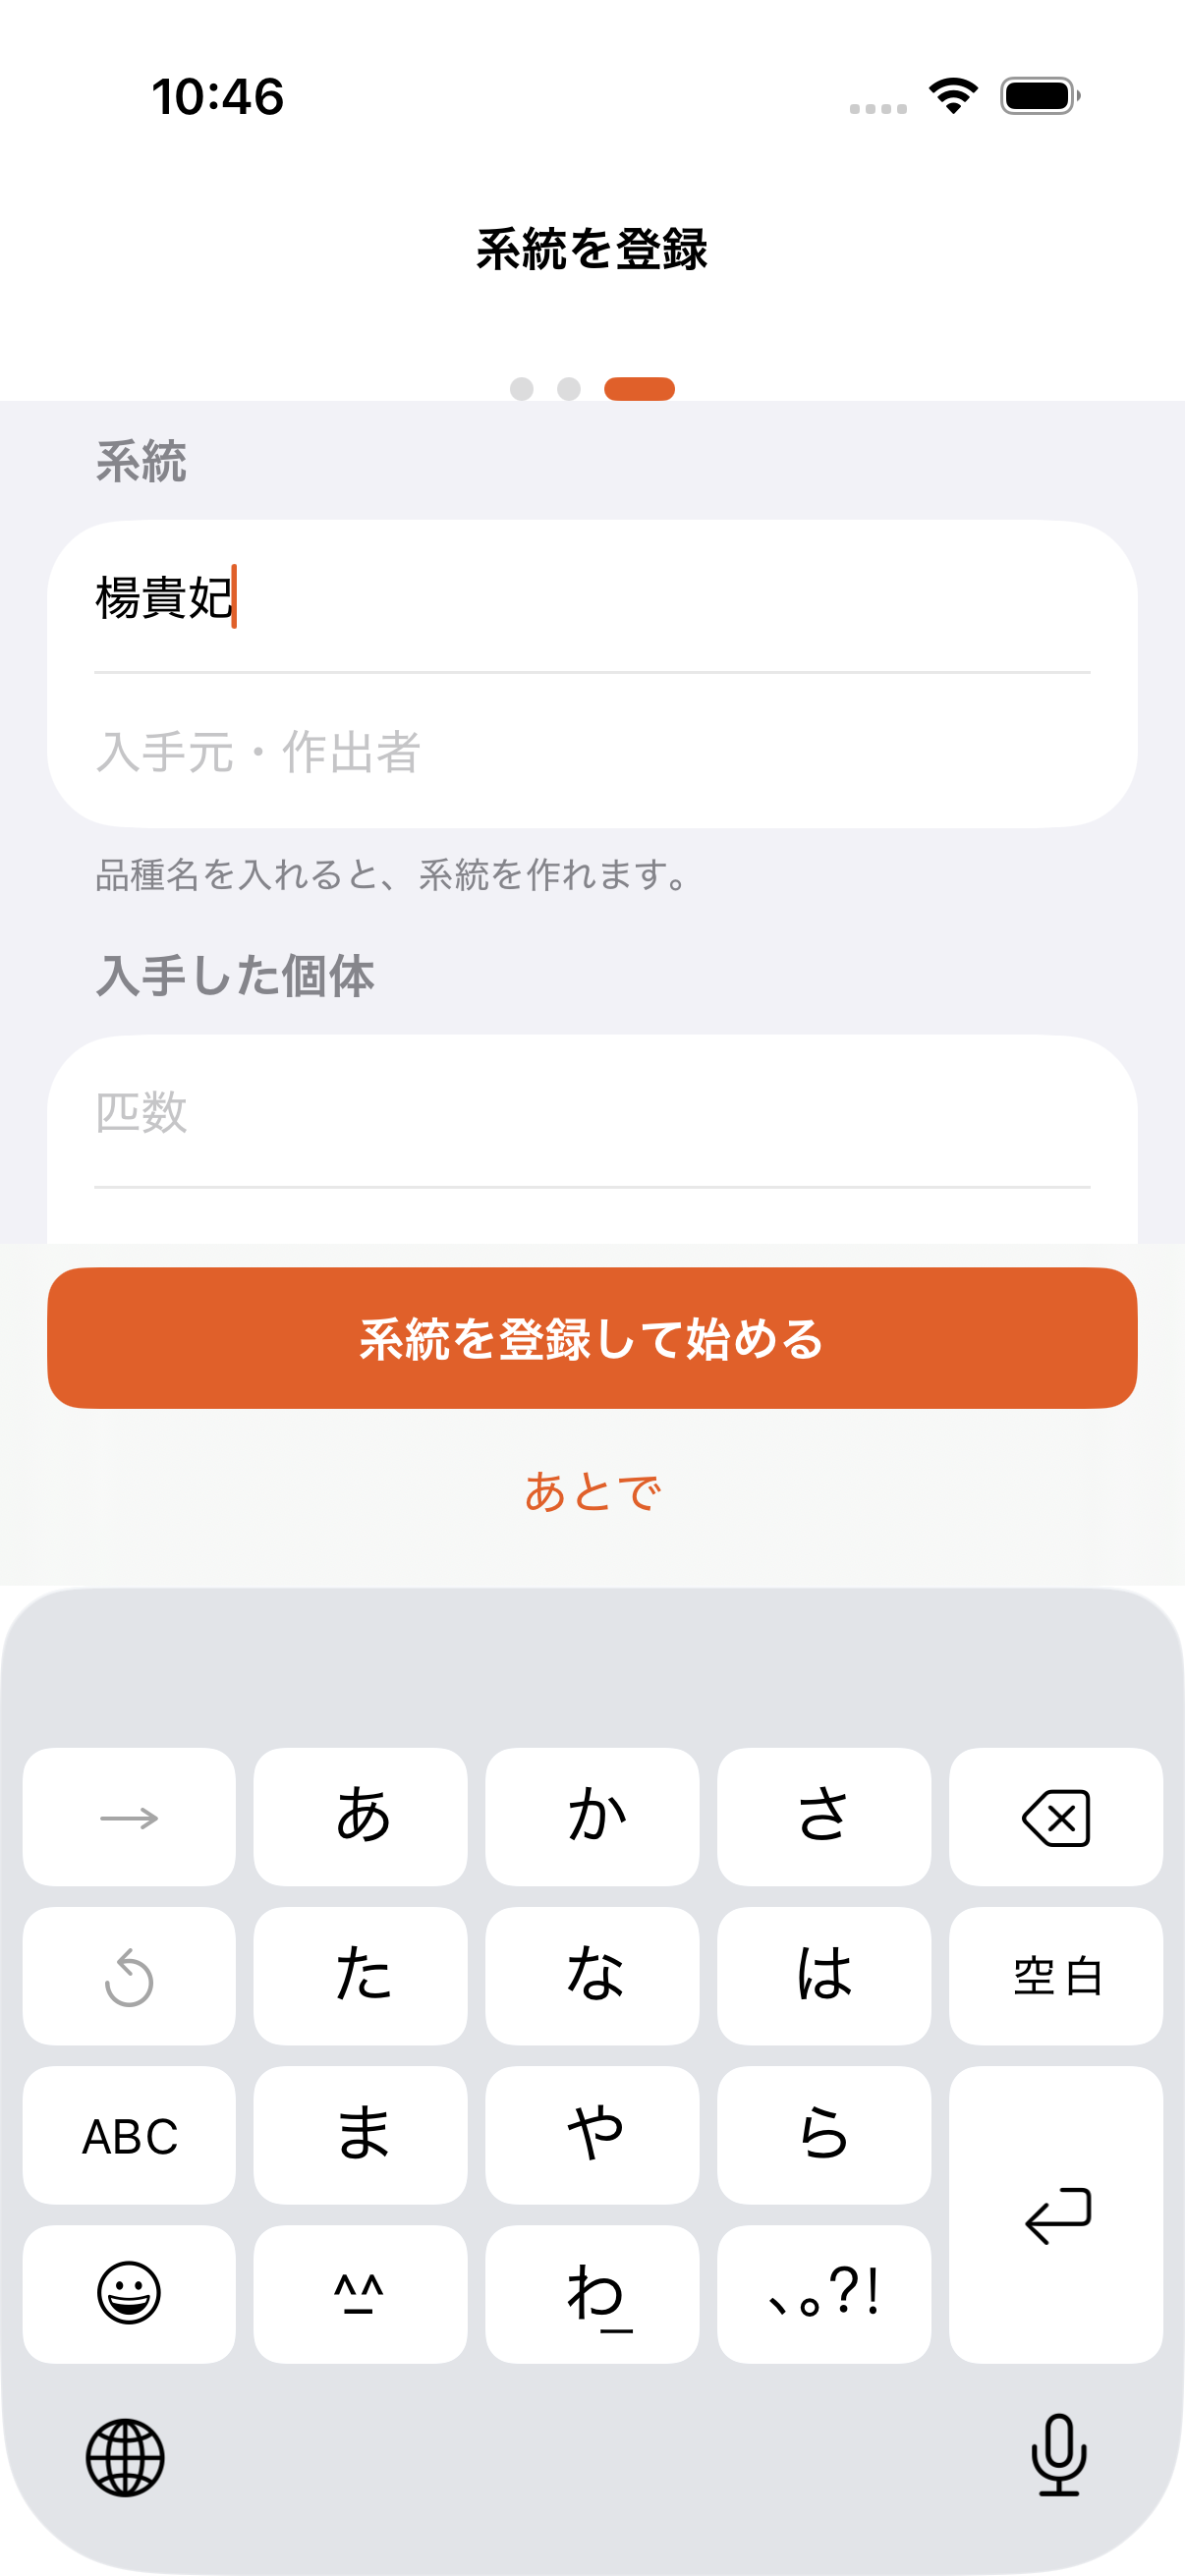 10:46
系統を登録
系統
楊貴妃
入手元・作出者
品種名を入れると、系統を作れます。
入手した個体
匹数
系統を登録して始める
あとで
→ あ か さ
た な は 空白
ABC ま や ら
^_^ わ_ 、。?!